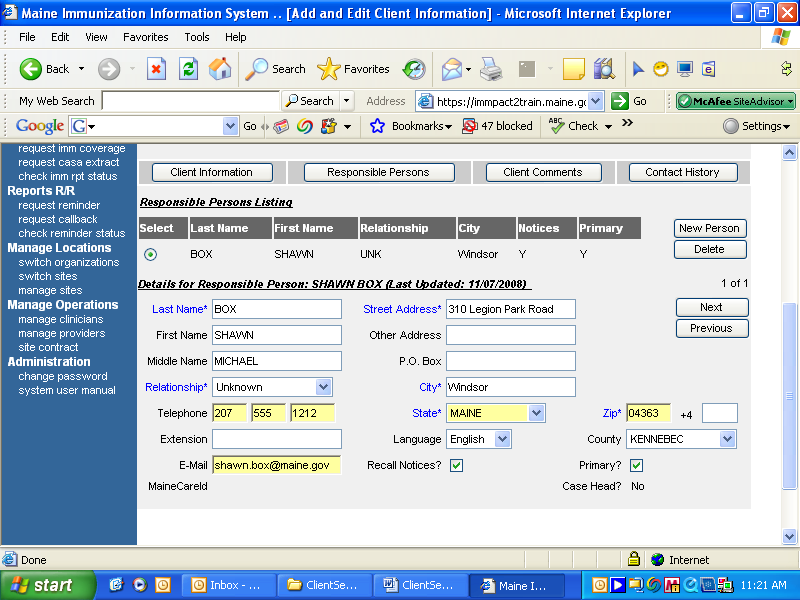 Maine Immunization Information System .. [Add and Edit Client Information] - Microsoft Internet Explorer
File Edit View Favorites Tools Help
Back Search Favorites
My Web Search Search Address https://immpact2train.maine.go Go McAfee SiteAdvisor
Google G Go Bookmarks 47 blocked Check » Settings
request imm coverage
request casa extract
check imm rpt status
Reports R/R
request reminder
request callback
check reminder status
Manage Locations
switch organizations
switch sites
manage sites
Manage Operations
manage clinicians
manage providers
site contract
Administration
change password
system user manual
Client Information Responsible Persons Client Comments Contact History
Responsible Persons Listing
Select Last Name First Name Relationship City Notices Primary
BOX SHAWN UNK Windsor Y Y
New Person
Delete
Details for Responsible Person: SHAWN BOX (Last Updated: 11/07/2008) 1 of 1
Last Name* BOX Street Address* 310 Legion Park Road Next
First Name SHAWN Other Address Previous
Middle Name MICHAEL P.O. Box
Relationship* Unknown City* Windsor
Telephone 207 555 1212 State* MAINE Zip* 04363 +4
Extension Language English County KENNEBEC
E-Mail shawn.box@maine.gov Recall Notices? Primary?
MaineCareId Case Head? No
Done Internet
start Inbox - ... ClientSe... ClientSe... Maine I... 11:21 AM